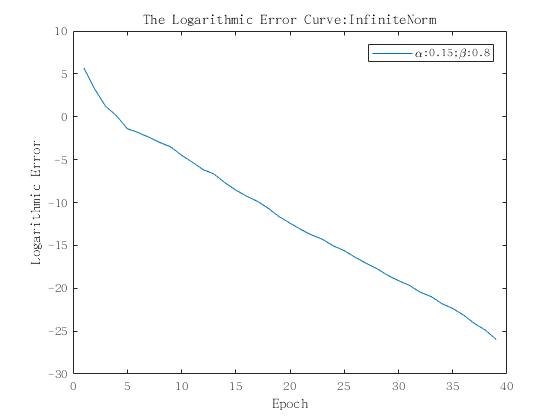 The Logarithmic Error Curve:InfiniteNorm
α:0.15;β:0.8
10
5
0
-5
-10
-15
-20
-25
-30
Logarithmic Error
0 5 10 15 20 25 30 35 40
Epoch